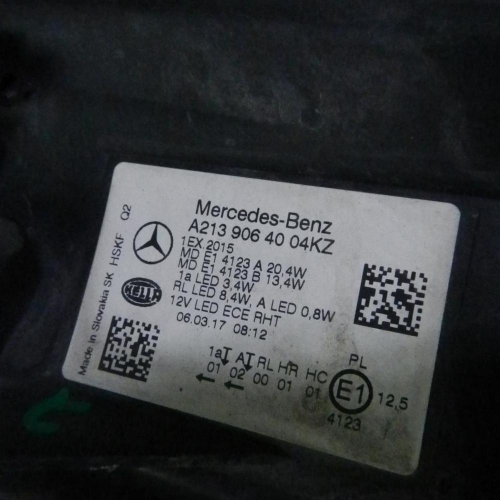 Mercedes-Benz
A213 906 40 04KZ
1EX.2015
MD E1 4123 A 20,4W
MD E1 4123 B 13,4W
1a LED 3,4W
RL LED 8,4W, A LED 0,8W
12V LED ECE RHT
06.03.17 08:12
Made in Slovakia SK HSKF Q2
HELLA
1a A RL HR HC PL
01 02 00 01 01 E1 12,5
4123